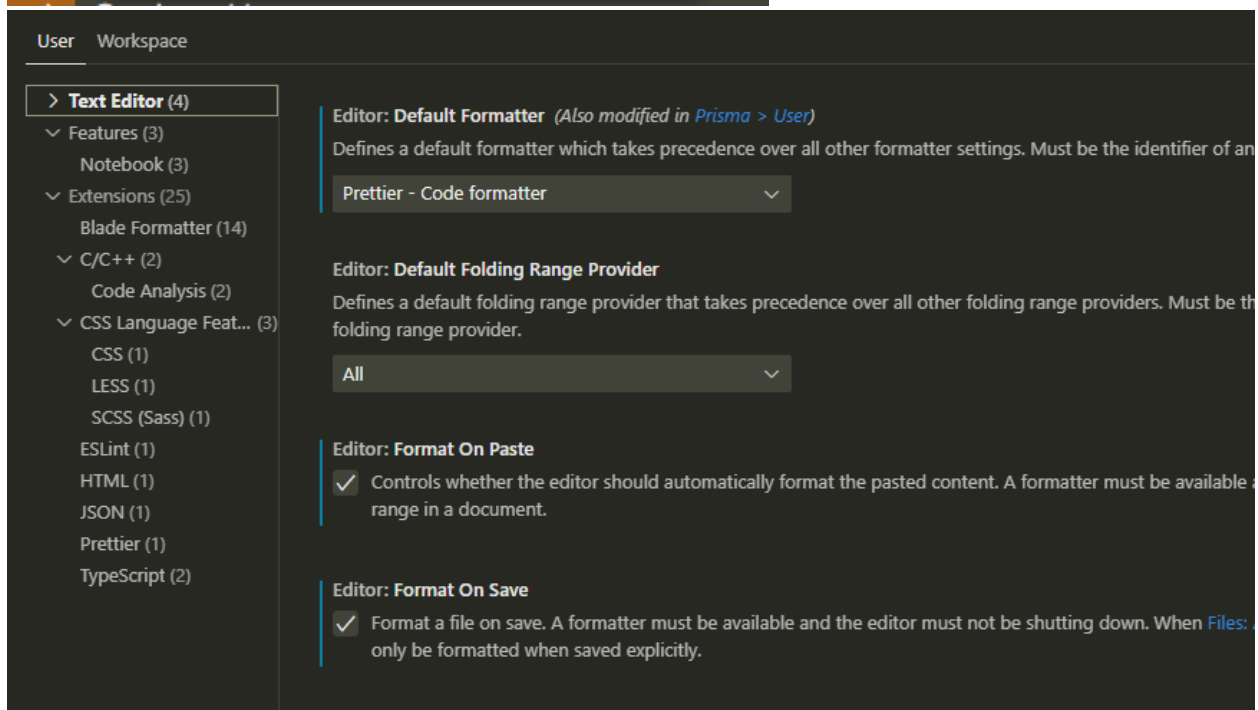 User Workspace
Text Editor (4)
Features (3)
Notebook (3)
Extensions (25)
Blade Formatter (14)
C/C++ (2)
Code Analysis (2)
CSS Language Feat... (3)
CSS (1)
LESS (1)
SCSS (Sass) (1)
ESLint (1)
HTML (1)
JSON (1)
Prettier (1)
TypeScript (2)
Editor: Default Formatter (Also modified in Prisma > User)
Defines a default formatter which takes precedence over all other formatter settings. Must be the identifier of an
Prettier - Code formatter
Editor: Default Folding Range Provider
Defines a default folding range provider that takes precedence over all other folding range providers. Must be th
folding range provider.
All
Editor: Format On Paste
Controls whether the editor should automatically format the pasted content. A formatter must be available a
range in a document.
Editor: Format On Save
Format a file on save. A formatter must be available and the editor must not be shutting down. When Files:
only be formatted when saved explicitly.